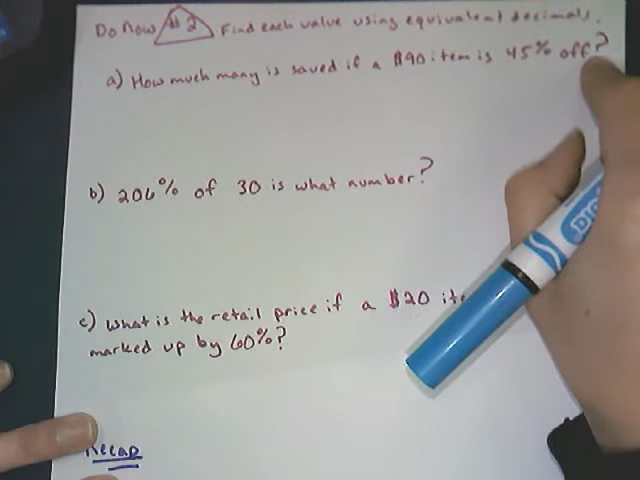 Do Now #2 Find each value using equivalent decimals.
a) How much many is saved if a $90 item is 45% off?
b) 206% of 30 is what number?
c) What is the retail price if a $20 ite
marked up by 60%?
Recap